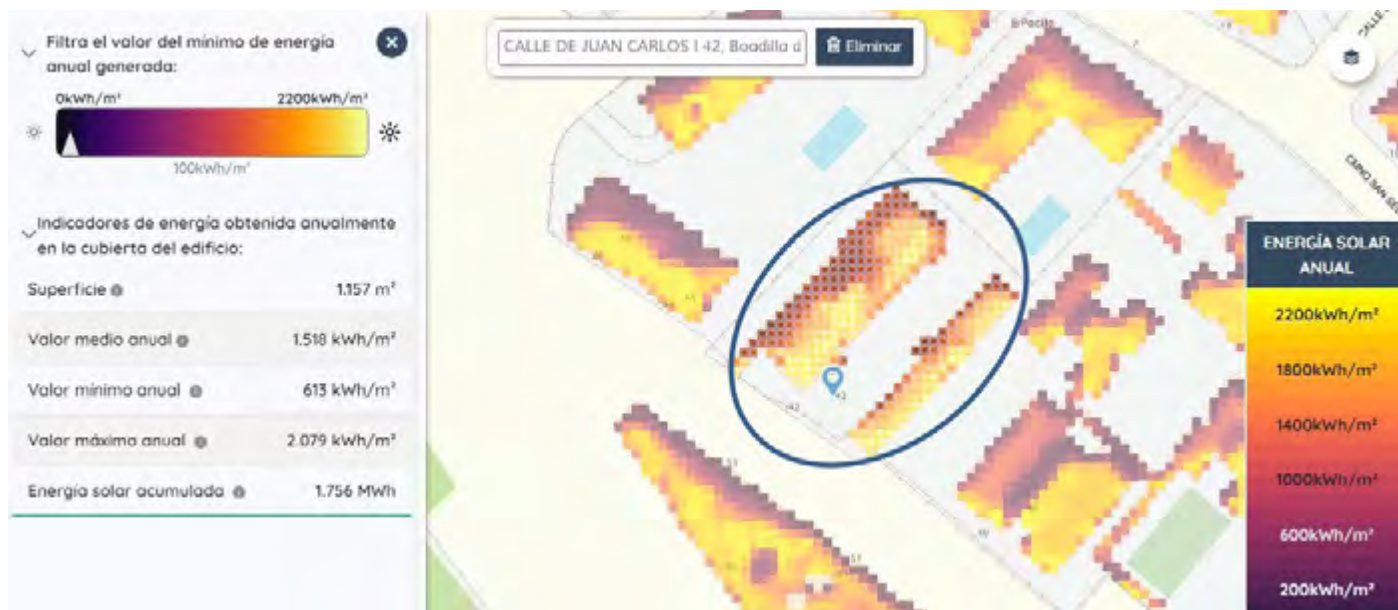 Filtra el valor del mínimo de energía
anual generada:
0kWh/m² 2200kWh/m²
100kWh/m²
Indicadores de energía obtenida anualmente
en la cubierta del edificio:
Superficie 1.157 m²
Valor medio anual 1.518 kWh/m²
Valor mínimo anual 613 kWh/m²
Valor máximo anual 2.079 kWh/m²
Energía solar acumulada 1.756 MWh
CALLE DE JUAN CARLOS I 42, Boadilla d
Eliminar
ENERGÍA SOLAR
ANUAL
2200kWh/m²
1800kWh/m²
1400kWh/m²
1000kWh/m²
600kWh/m²
200kWh/m²